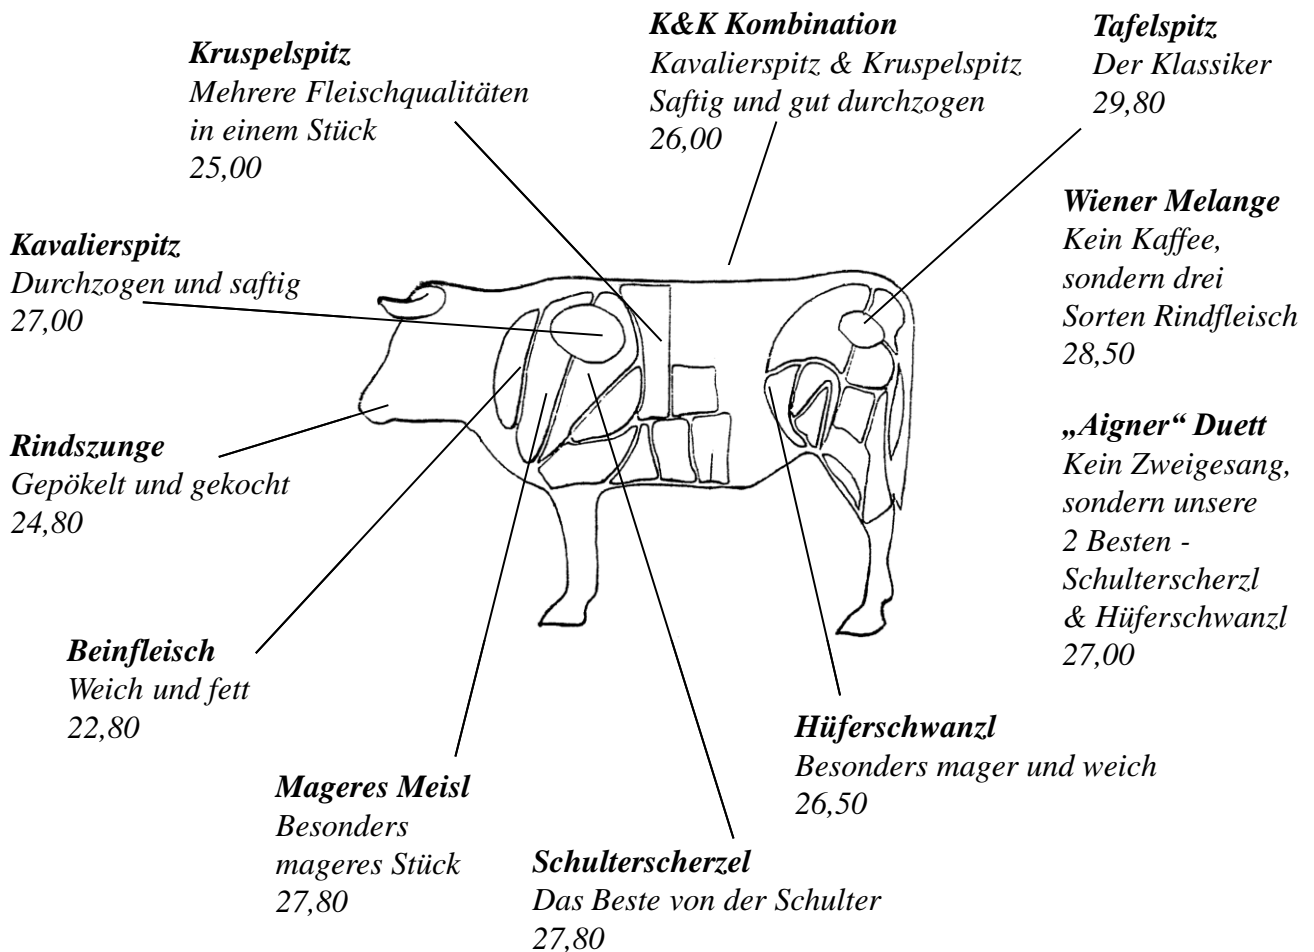 Kruspelspitz
Mehrere Fleischqualitäten
in einem Stück
25,00
K&K Kombination
Kavalierspitz & Kruspelspitz
Saftig und gut durchzogen
26,00
Tafelspitz
Der Klassiker
29,80
Kavalierspitz
Durchzogen und saftig
27,00
Wiener Melange
Kein Kaffee,
sondern drei
Sorten Rindfleisch
28,50
Rindszunge
Gepökelt und gekocht
24,80
„Aigner“ Duett
Kein Zweigesang,
sondern unsere
2 Besten -
Schulterscherzl
& Hüferschwanzl
27,00
Beinfleisch
Weich und fett
22,80
Mageres Meisl
Besonders
mageres Stück
27,80
Schulterscherzel
Das Beste von der Schulter
27,80
Hüferschwanzl
Besonders mager und weich
26,50